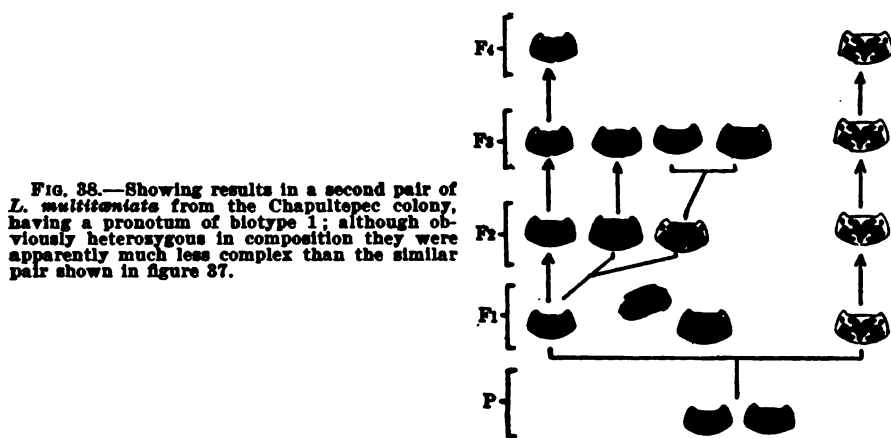 FIG. 38.—Showing results in a second pair of
L. multitæniata from the Chapultepec colony,
having a pronotum of biotype 1; although ob-
viously heterozygous in composition they were
apparently much less complex than the similar
pair shown in figure 37.
F4
F3
F2
F1
P